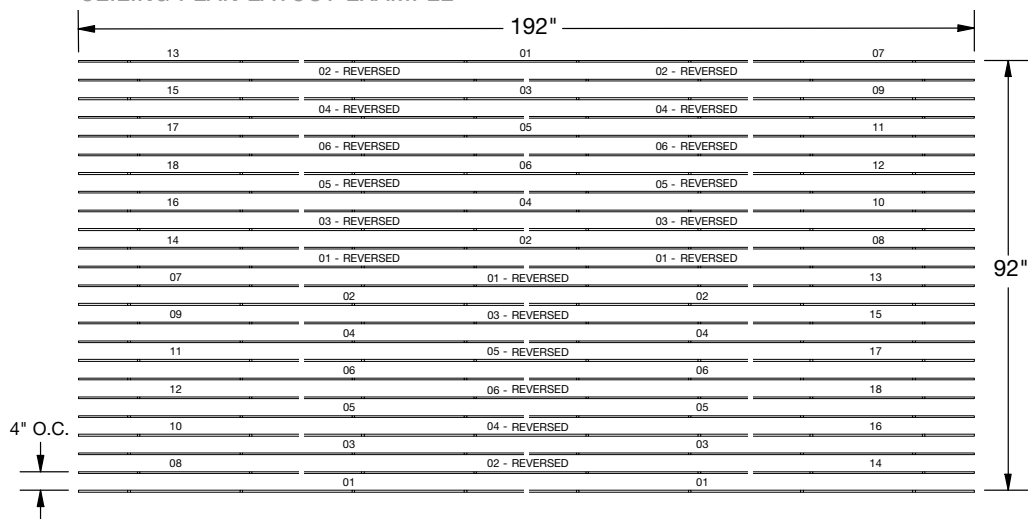 CEILING PLAN LAYOUT EXAMPLE
192"
13 01 07
02 - REVERSED 02 - REVERSED
15 03 09
04 - REVERSED 04 - REVERSED
17 05 11
06 - REVERSED 06 - REVERSED
18 06 12
05 - REVERSED 05 - REVERSED
16 04 10
03 - REVERSED 03 - REVERSED
14 02 08
01 - REVERSED 01 - REVERSED
92"
07 01 - REVERSED 13
02 02
09 03 - REVERSED 15
04 04
11 05 - REVERSED 17
06 06
12 06 - REVERSED 18
05 05
4" O.C.
10 04 - REVERSED 16
03 03
08 02 - REVERSED 14
01 01